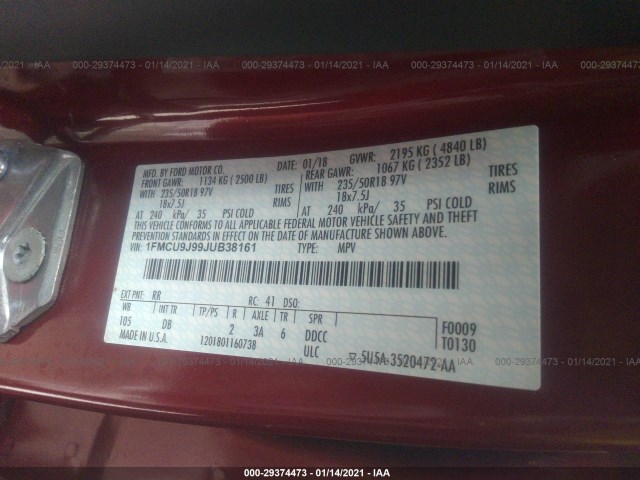 000-29374473 - 01/14/2021 - IAA
MFD. BY FORD MOTOR CO.
DATE: 01/18 GVWR: 2195 KG ( 4840 LB)
FRONT GAWR: 1134 KG ( 2500 LB) REAR GAWR: 1067 KG ( 2352 LB)
WITH 235/50R18 97V TIRES WITH 235/50R18 97V TIRES
18x7.5J RIMS 18x7.5J RIMS
AT 240 kPa/ 35 PSI COLD AT 240 kPa/ 35 PSI COLD
THIS VEHICLE CONFORMS TO ALL APPLICABLE FEDERAL MOTOR VEHICLE SAFETY AND THEFT
PREVENTION STANDARDS IN EFFECT ON THE DATE OF MANUFACTURE SHOWN ABOVE.
VIN: 1FMCU9J99JUB38161 TYPE: MPV
EXT PNT: RR RC: 41 DSO:
WB INT TR TP/PS R AXLE TR SPR
105 DB 2 3A 6 DDCC F0009
MADE IN U.S.A. 1201801160738 ULC T0130
5U5A-3520472-AA
000-29374473 - 01/14/2021 - IAA